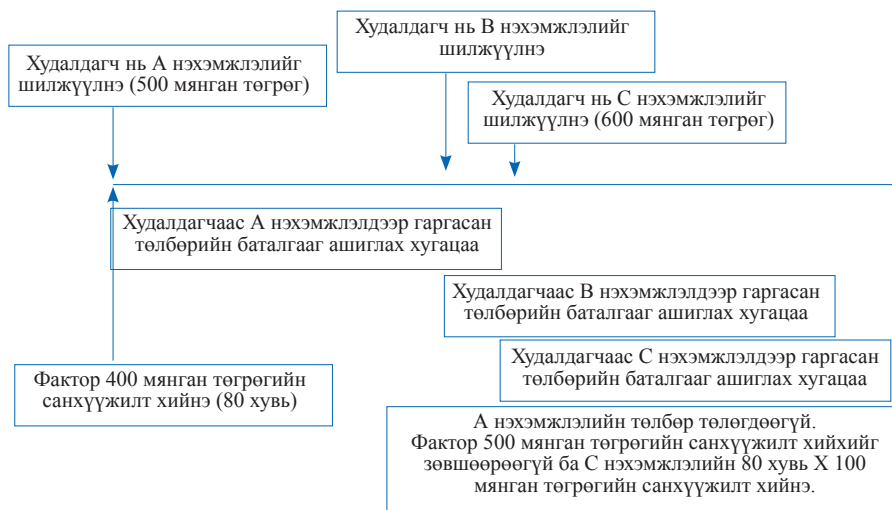 Худалдагч нь В нэхэмжлэлийг
шилжүүлнэ
Худалдагч нь А нэхэмжлэлийг
шилжүүлнэ (500 мянган төгрөг)
Худалдагч нь С нэхэмжлэлийг
шилжүүлнэ (600 мянган төгрөг)
Худалдагчаас А нэхэмжлэлдээр гаргасан
төлбөрийн баталгааг ашиглах хугацаа
Худалдагчаас В нэхэмжлэлдээр гаргасан
төлбөрийн баталгааг ашиглах хугацаа
Худалдагчаас С нэхэмжлэлдээр гаргасан
төлбөрийн баталгааг ашиглах хугацаа
Фактор 400 мянган төгрөгийн
санхүүжилт хийнэ (80 хувь)
А нэхэмжлэлийн төлбөр төлөгдөөгүй.
Фактор 500 мянган төгрөгийн санхүүжилт хийхийг
зөвшөөрөөгүй ба С нэхэмжлэлийн 80 хувь Х 100
мянган төгрөгийн санхүүжилт хийнэ.